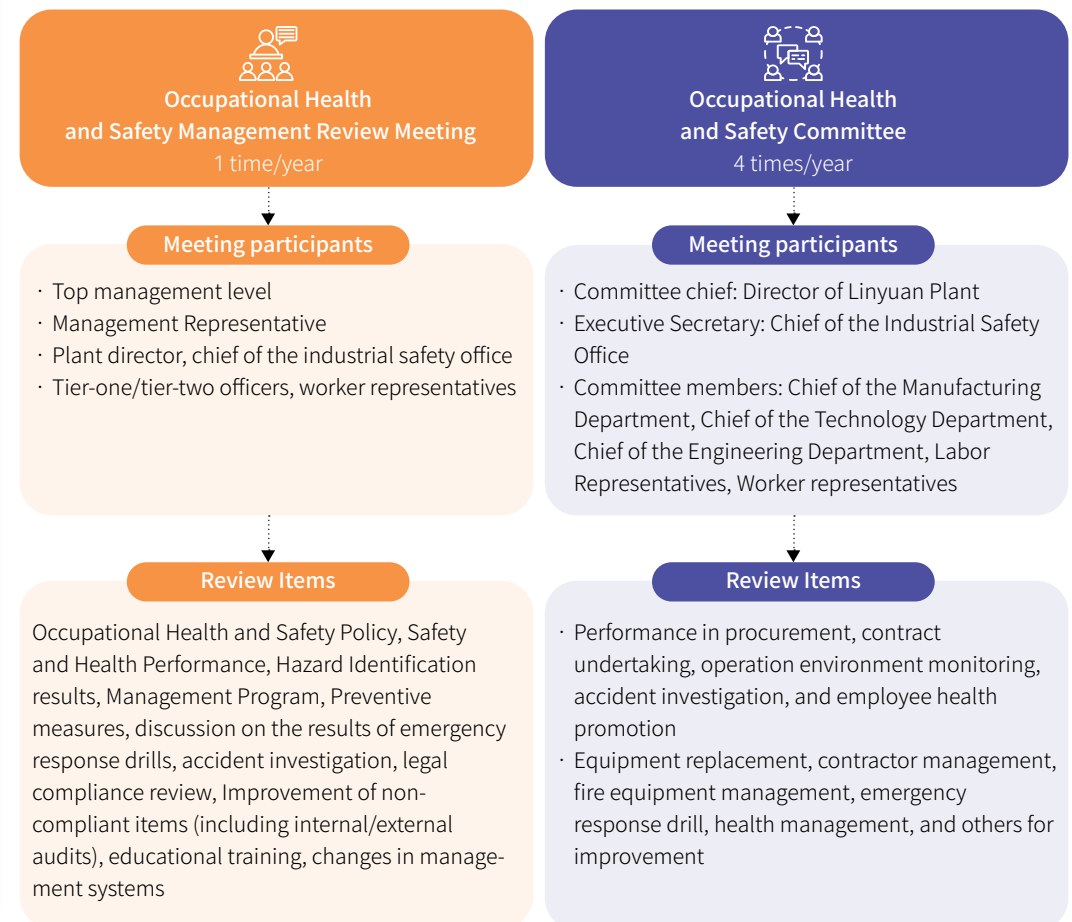 Occupational Health
and Safety Management Review Meeting
1 time/year
Meeting participants
· Top management level
· Management Representative
· Plant director, chief of the industrial safety office
· Tier-one/tier-two officers, worker representatives
Review Items
Occupational Health and Safety Policy, Safety
and Health Performance, Hazard Identification
results, Management Program, Preventive
measures, discussion on the results of emergency
response drills, accident investigation, legal
compliance review, Improvement of non-
compliant items (including internal/external
audits), educational training, changes in manage-
ment systems
Occupational Health
and Safety Committee
4 times/year
Meeting participants
· Committee chief: Director of Linyuan Plant
· Executive Secretary: Chief of the Industrial Safety
Office
· Committee members: Chief of the Manufacturing
Department, Chief of the Technology Department,
Chief of the Engineering Department, Labor
Representatives, Worker representatives
Review Items
· Performance in procurement, contract
undertaking, operation environment monitoring,
accident investigation, and employee health
promotion
· Equipment replacement, contractor management,
fire equipment management, emergency
response drill, health management, and others for
improvement